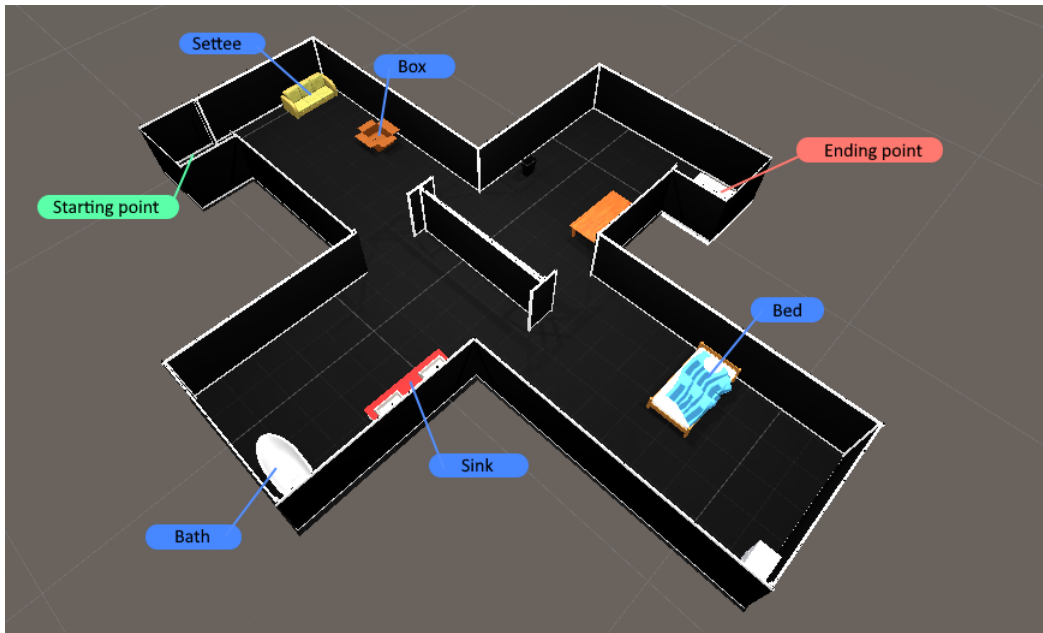 Settee
Box
Ending point
Starting point
Bed
Sink
Bath